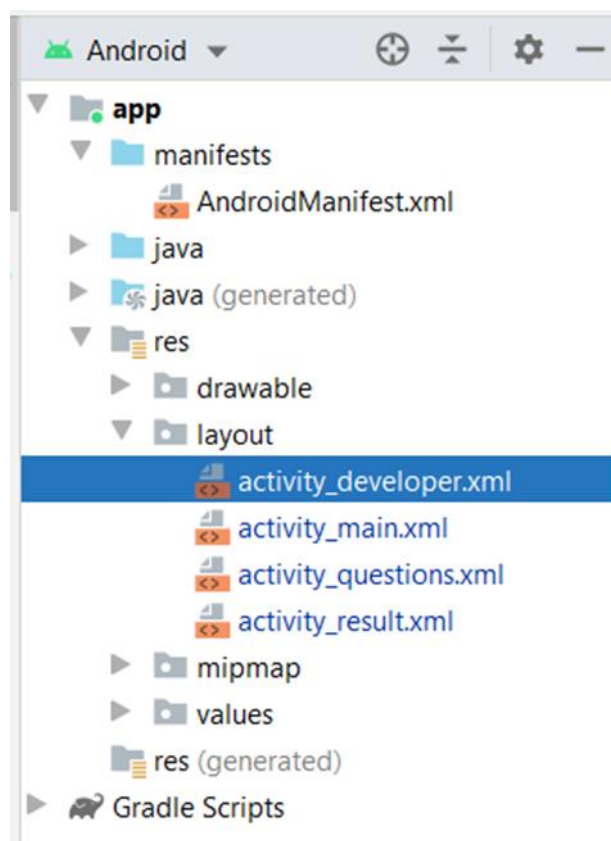 Android
app
manifests
AndroidManifest.xml
java
java (generated)
res
drawable
layout
activity_developer.xml
activity_main.xml
activity_questions.xml
activity_result.xml
mipmap
values
res (generated)
Gradle Scripts